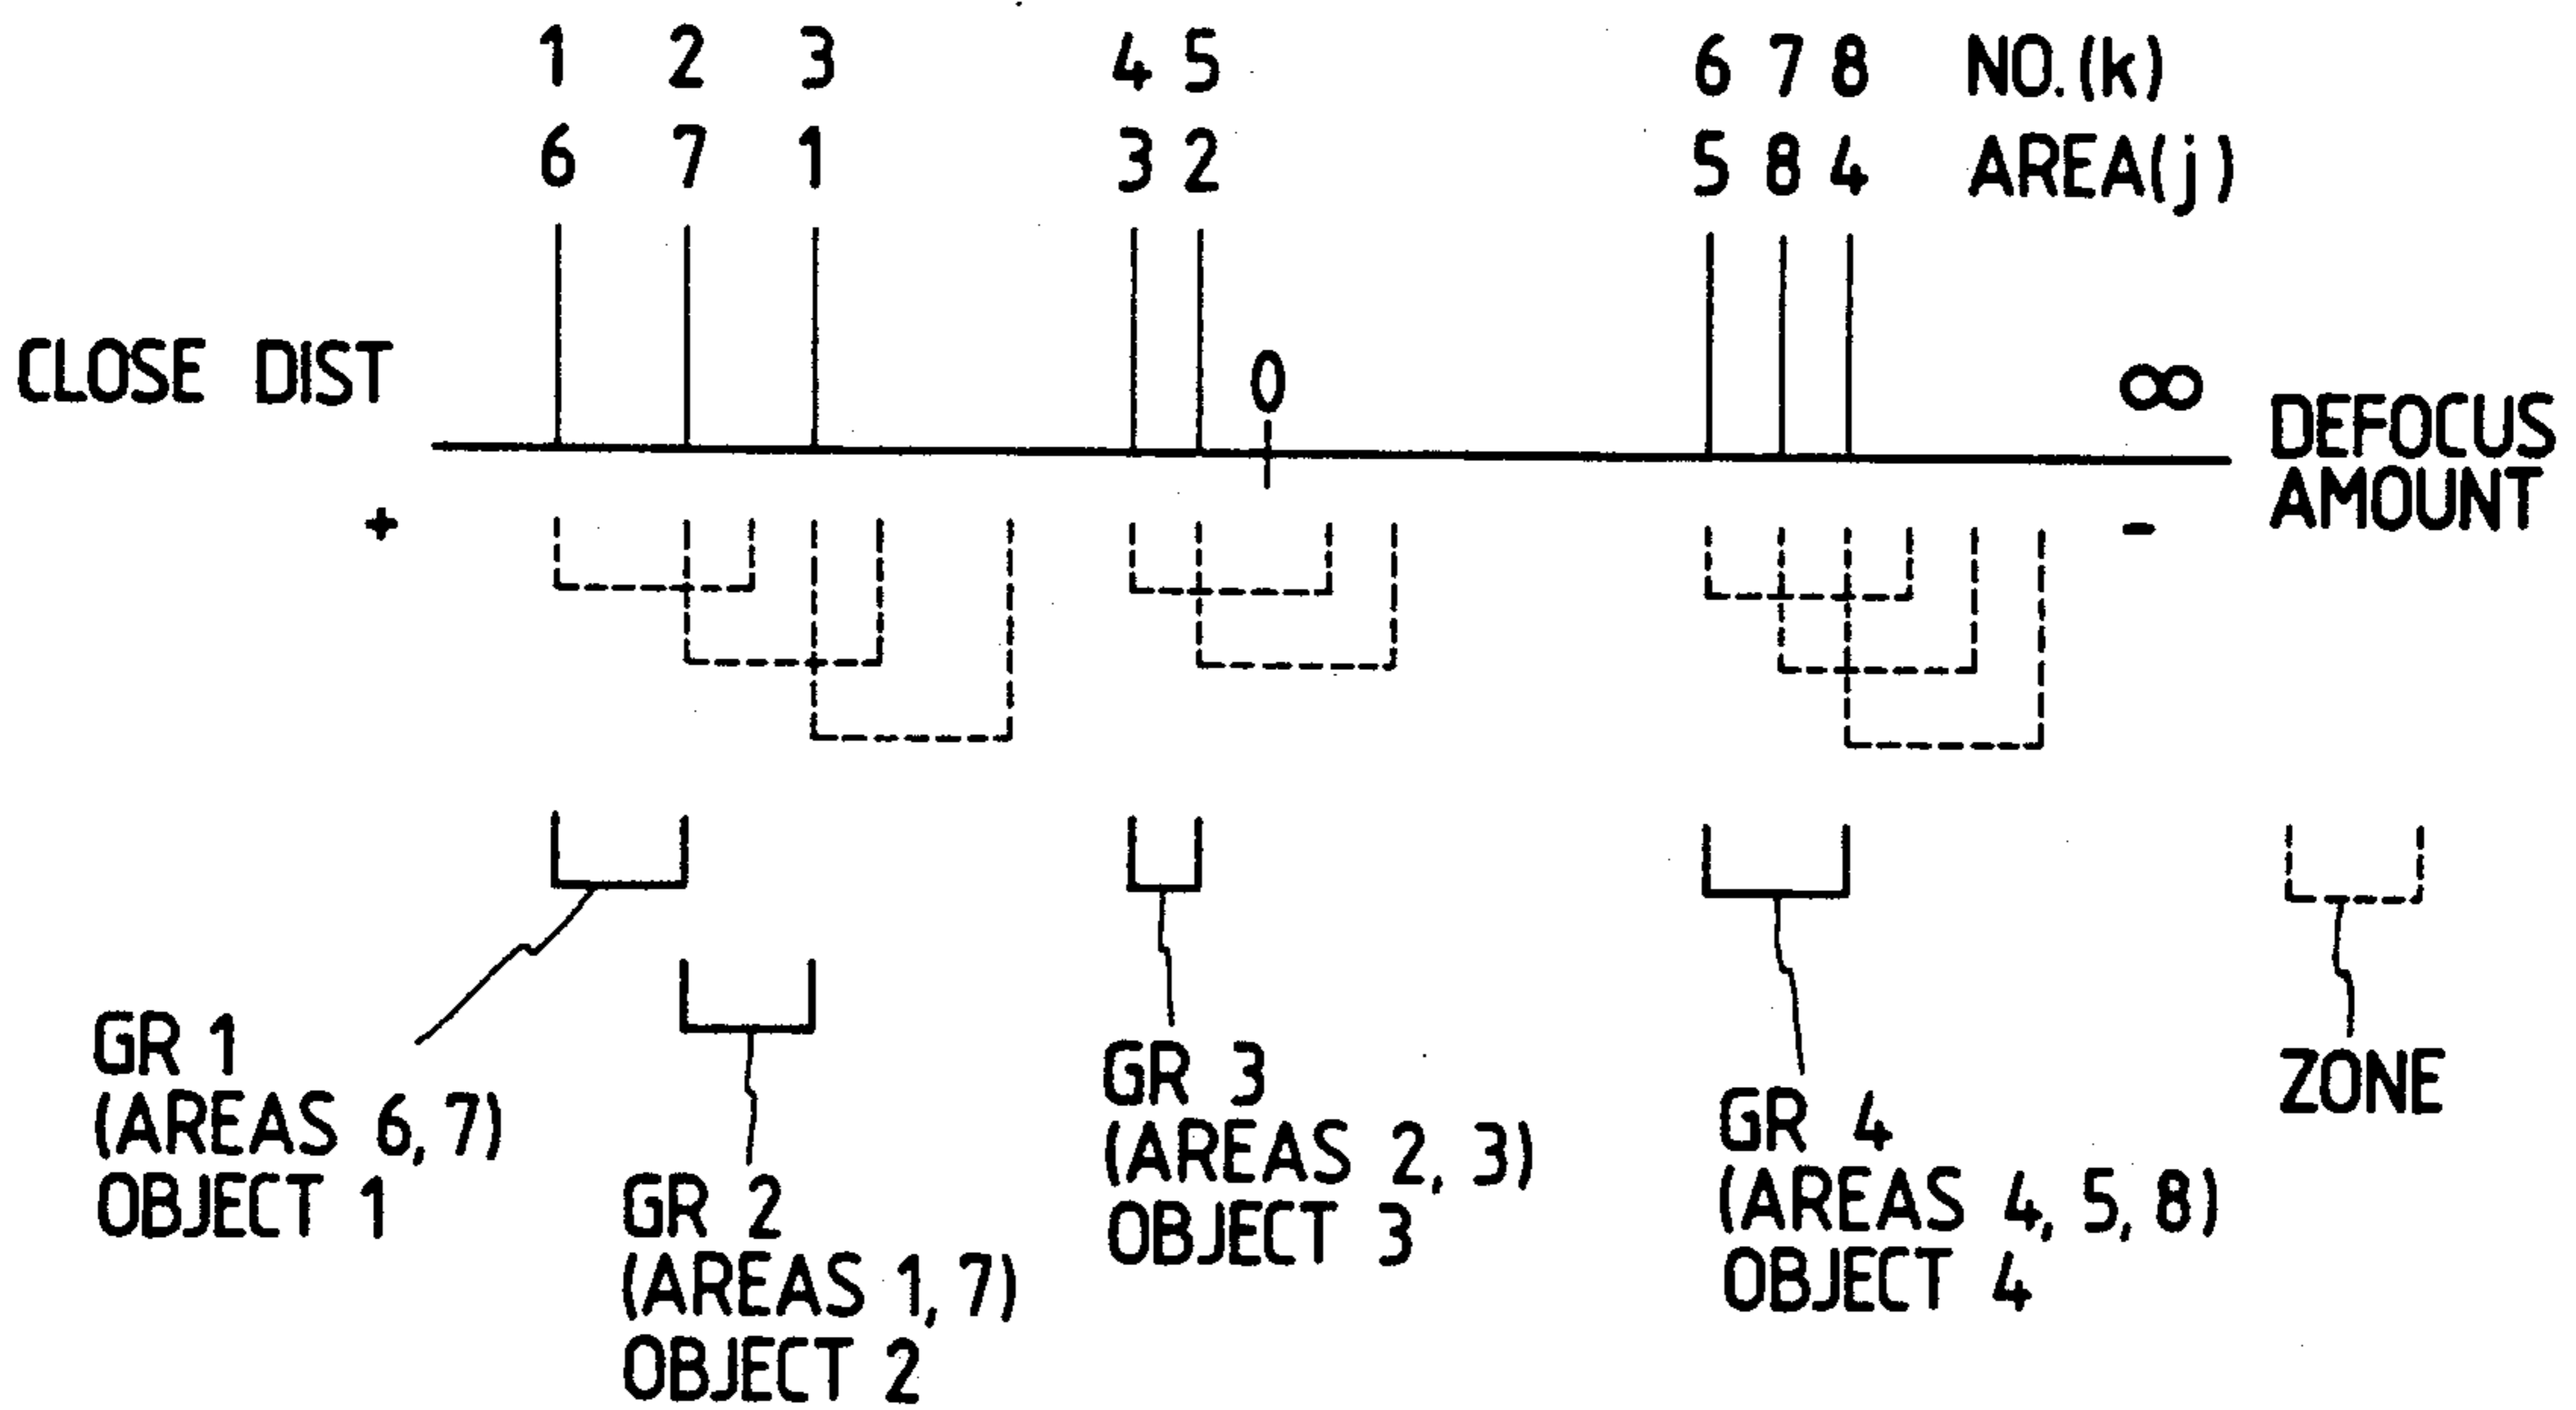 1 2 3 4 5 6 7 8 NO.(k)
6 7 1 3 2 5 8 4 AREA(j)
CLOSE DIST
0
∞
DEFOCUS
AMOUNT
+
-
GR 1
(AREAS 6,7)
OBJECT 1
GR 2
(AREAS 1,7)
OBJECT 2
GR 3
(AREAS 2, 3)
OBJECT 3
GR 4
(AREAS 4, 5, 8)
OBJECT 4
ZONE